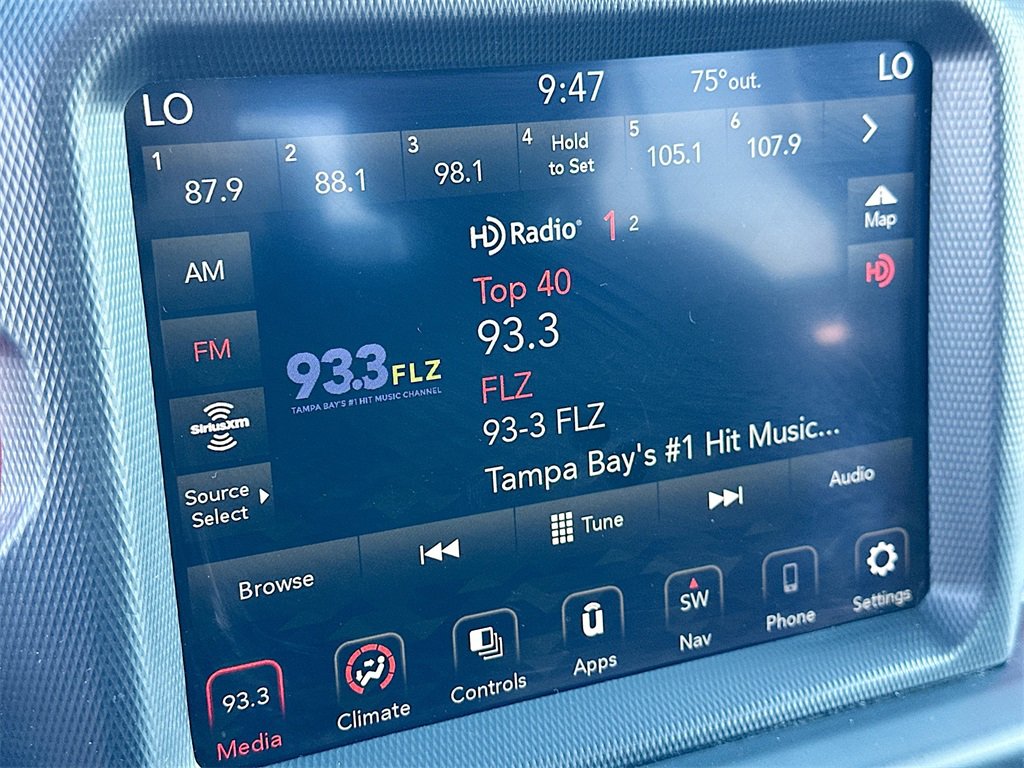 LO 9:47 75°out. LO
1 87.9 2 88.1 3 98.1 4 Hold to Set 5 105.1 6 107.9
Map
HD Radio® 1 2
HD
AM
Top 40
93.3
FM
93.3 FLZ
TAMPA BAY'S #1 HIT MUSIC CHANNEL
FLZ
93-3 FLZ
SiriusXM
Tampa Bay's #1 Hit Music...
Source
Select
Browse Tune Audio
93.3 SW
Media Climate Controls Apps Nav Phone Settings